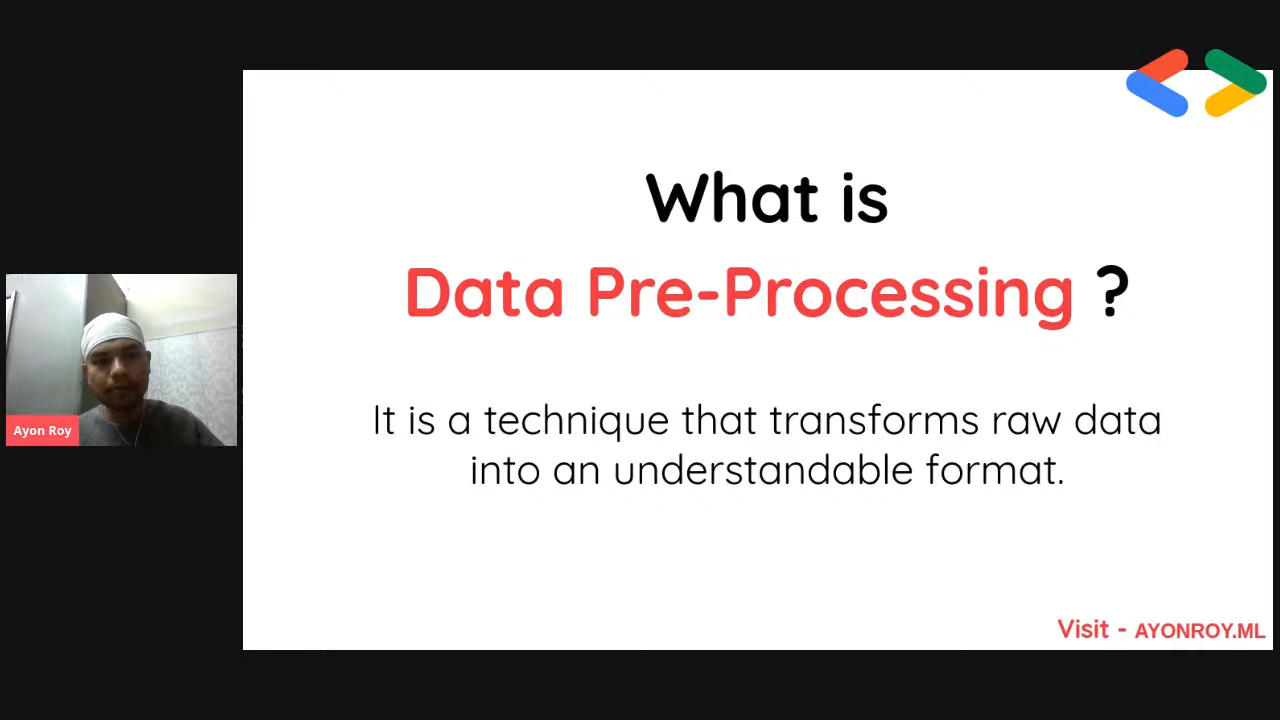 What is
Data Pre-Processing ?
It is a technique that transforms raw data
into an understandable format.
Ayon Roy
Visit - AYONROY.ML